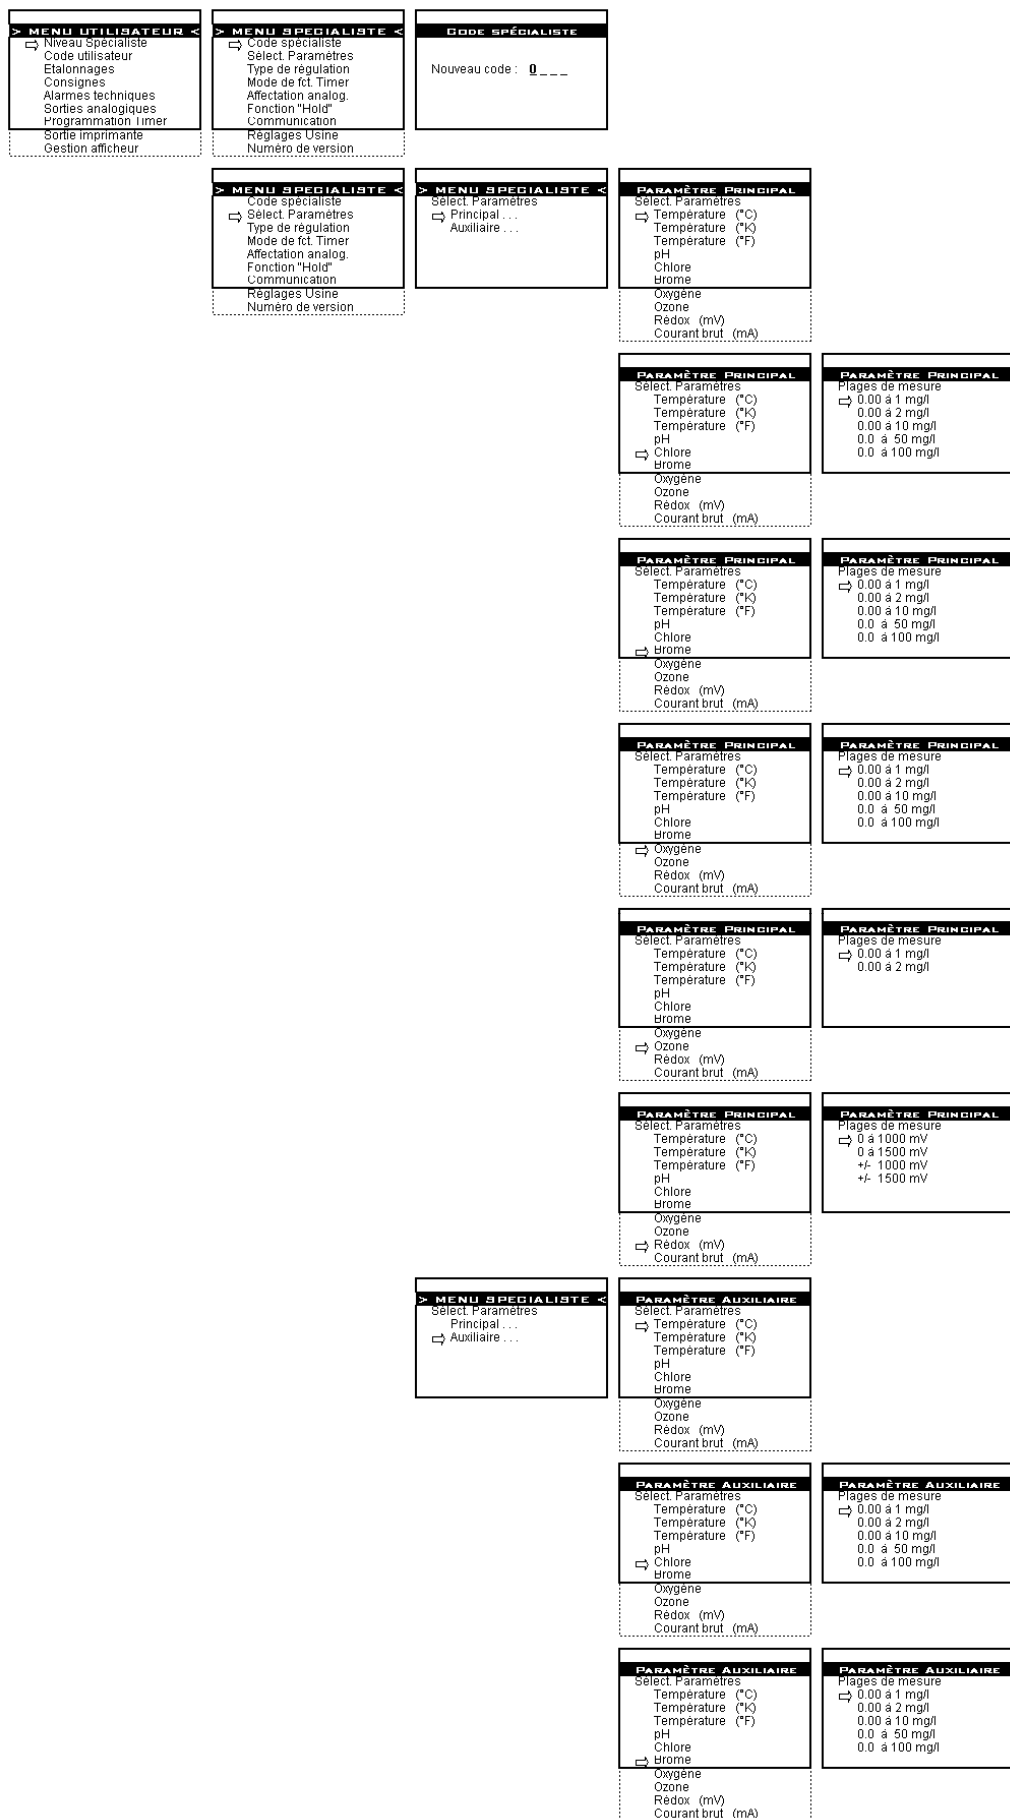 > MENU UTILISATEUR <
Niveau Spécialiste
Code utilisateur
Etalonnages
Consignes
Alarmes techniques
Sorties analogiques
Programmation Timer
Sortie imprimante
Gestion afficheur
> MENU SPECIALISTE <
Code spécialiste
Sélect. Paramètres
Type de régulation
Mode de fct. Timer
Affectation analog.
Fonction "Hold"
Communication
Réglages Usine
Numéro de version
CODE SPÉCIALISTE
Nouveau code : 0 _ _ _
> MENU SPECIALISTE <
Code spécialiste
Sélect. Paramètres
Type de régulation
Mode de fct. Timer
Affectation analog.
Fonction "Hold"
Communication
Réglages Usine
Numéro de version
> MENU SPECIALISTE <
Sélect. Paramètres
Principal . . .
Auxiliaire . . .
PARAMÈTRE PRINCIPAL
Sélect. Paramètres
Température (°C)
Température (°K)
Température (°F)
pH
Chlore
Brome
Oxygène
Ozone
Rédox (mV)
Courant brut (mA)
PARAMÈTRE PRINCIPAL
Sélect. Paramètres
Température (°C)
Température (°K)
Température (°F)
pH
Chlore
Brome
Oxygène
Ozone
Rédox (mV)
Courant brut (mA)
PARAMÈTRE PRINCIPAL
Plages de mesure
0.00 á 1 mg/l
0.00 á 2 mg/l
0.00 á 10 mg/l
0.0 á 50 mg/l
0.0 á 100 mg/l
PARAMÈTRE PRINCIPAL
Sélect. Paramètres
Température (°C)
Température (°K)
Température (°F)
pH
Chlore
Brome
Oxygène
Ozone
Rédox (mV)
Courant brut (mA)
PARAMÈTRE PRINCIPAL
Plages de mesure
0.00 á 1 mg/l
0.00 á 2 mg/l
0.00 á 10 mg/l
0.0 á 50 mg/l
0.0 á 100 mg/l
PARAMÈTRE PRINCIPAL
Sélect. Paramètres
Température (°C)
Température (°K)
Température (°F)
pH
Chlore
Brome
Oxygène
Ozone
Rédox (mV)
Courant brut (mA)
PARAMÈTRE PRINCIPAL
Plages de mesure
0.00 á 1 mg/l
0.00 á 2 mg/l
0.00 á 10 mg/l
0.0 á 50 mg/l
0.0 á 100 mg/l
PARAMÈTRE PRINCIPAL
Sélect. Paramètres
Température (°C)
Température (°K)
Température (°F)
pH
Chlore
Brome
Oxygène
Ozone
Rédox (mV)
Courant brut (mA)
PARAMÈTRE PRINCIPAL
Plages de mesure
0.00 á 1 mg/l
0.00 á 2 mg/l
PARAMÈTRE PRINCIPAL
Sélect. Paramètres
Température (°C)
Température (°K)
Température (°F)
pH
Chlore
Brome
Oxygène
Ozone
Rédox (mV)
Courant brut (mA)
PARAMÈTRE PRINCIPAL
Plages de mesure
0 á 1000 mV
0 á 1500 mV
+/- 1000 mV
+/- 1500 mV
> MENU SPECIALISTE <
Sélect. Paramètres
Principal . . .
Auxiliaire . . .
PARAMÈTRE AUXILIAIRE
Sélect. Paramètres
Température (°C)
Température (°K)
Température (°F)
pH
Chlore
Brome
Oxygène
Ozone
Rédox (mV)
Courant brut (mA)
PARAMÈTRE AUXILIAIRE
Sélect. Paramètres
Température (°C)
Température (°K)
Température (°F)
pH
Chlore
Brome
Oxygène
Ozone
Rédox (mV)
Courant brut (mA)
PARAMÈTRE AUXILIAIRE
Plages de mesure
0.00 á 1 mg/l
0.00 á 2 mg/l
0.00 á 10 mg/l
0.0 á 50 mg/l
0.0 á 100 mg/l
PARAMÈTRE AUXILIAIRE
Sélect. Paramètres
Température (°C)
Température (°K)
Température (°F)
pH
Chlore
Brome
Oxygène
Ozone
Rédox (mV)
Courant brut (mA)
PARAMÈTRE AUXILIAIRE
Plages de mesure
0.00 á 1 mg/l
0.00 á 2 mg/l
0.00 á 10 mg/l
0.0 á 50 mg/l
0.0 á 100 mg/l